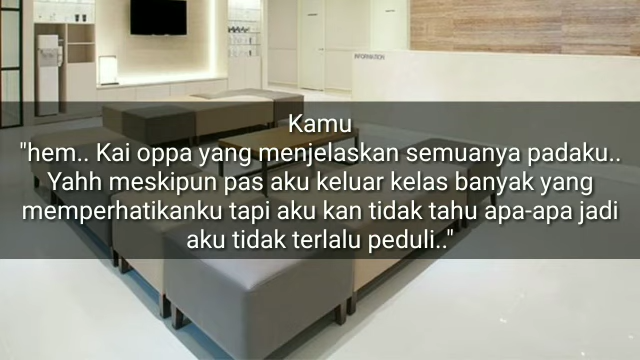 INFORMATION
Kamu
"hem.. Kai oppa yang menjelaskan semuanya padaku..
Yahh meskipun pas aku keluar kelas banyak yang
memperhatikanku tapi aku kan tidak tahu apa-apa jadi
aku tidak terlalu peduli.."